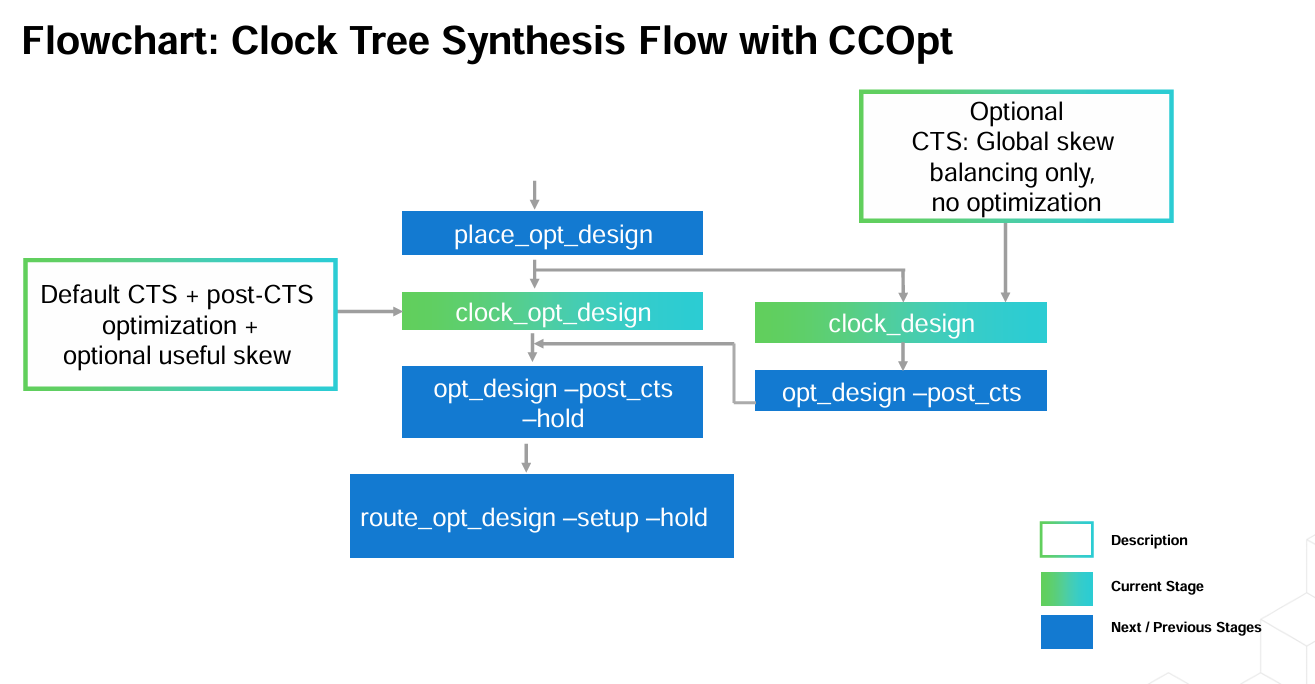 Flowchart: Clock Tree Synthesis Flow with CCOpt
Optional
CTS: Global skew
balancing only,
no optimization
place_opt_design
Default CTS + post-CTS
optimization +
optional useful skew
clock_opt_design
clock_design
opt_design –post_cts
–hold
opt_design –post_cts
route_opt_design –setup –hold
Description
Current Stage
Next / Previous Stages